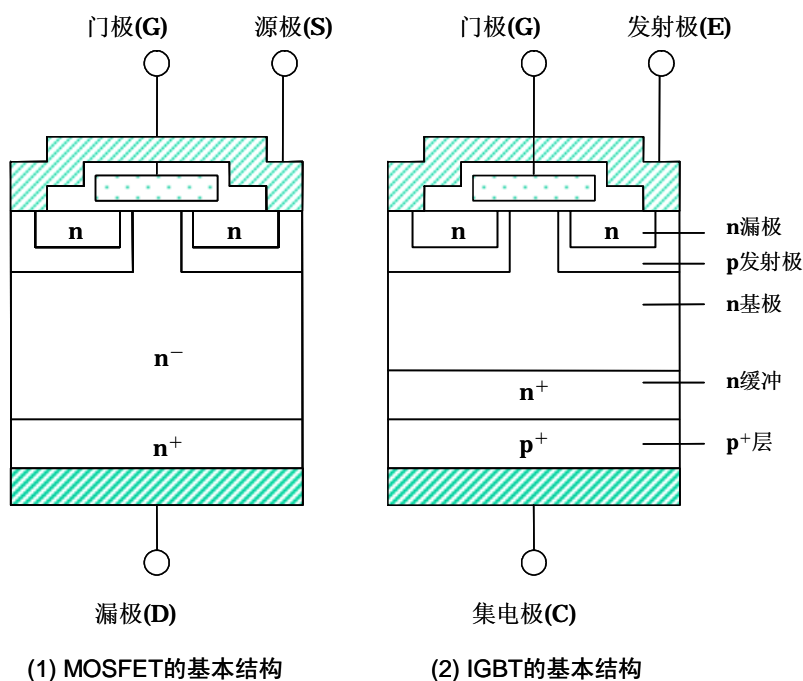 门极(G) 源极(S) 门极(G) 发射极(E)
n n n n n漏极
p发射极
n基极
n⁻
n⁺ n缓冲
n⁺ p⁺ p⁺层
漏极(D) 集电极(C)
(1) MOSFET的基本结构 (2) IGBT的基本结构